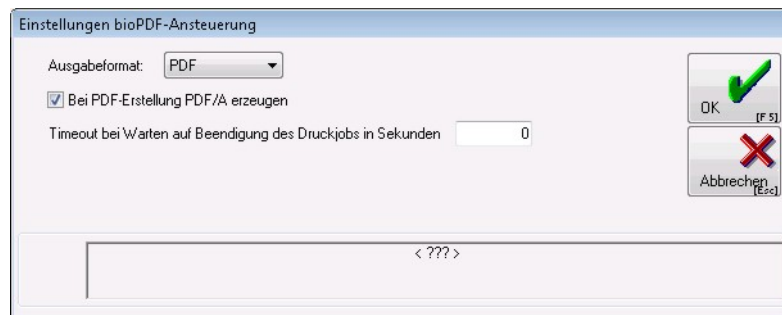 Einstellungen bioPDF-Ansteuerung
Ausgabeformat: PDF
Bei PDF-Erstellung PDF/A erzeugen
Timeout bei Warten auf Beendigung des Druckjobs in Sekunden 0
OK [F 5]
Abbrechen [Esc]
< ??? >